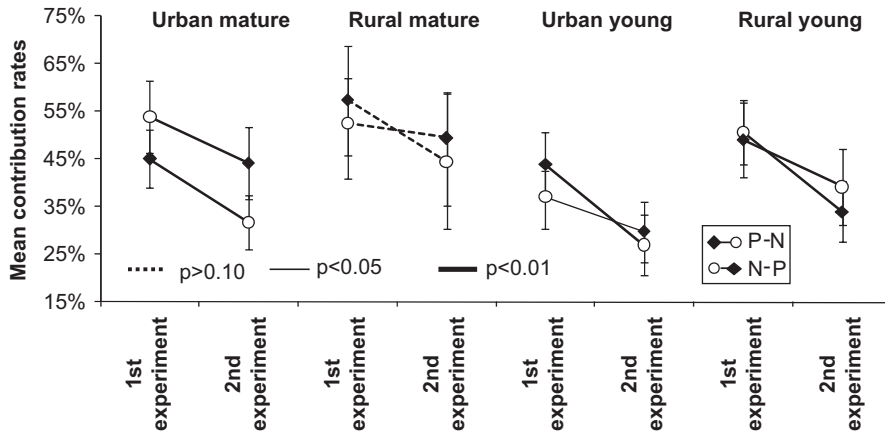 Mean contribution rates
75%
65%
55%
45%
35%
25%
15%
Urban mature
Rural mature
Urban young
Rural young
p>0.10
p<0.05
p<0.01
P-N
N-P
1st
experiment
2nd
experiment
1st
experiment
2nd
experiment
1st
experiment
2nd
experiment
1st
experiment
2nd
experiment